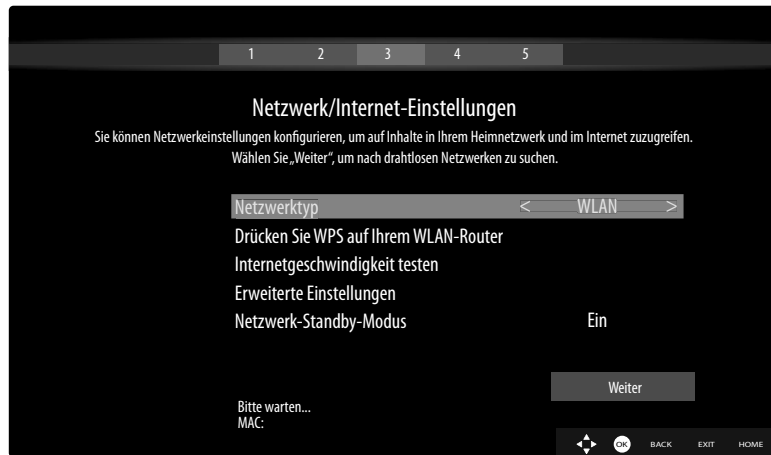 1 2 3 4 5
Netzwerk/Internet-Einstellungen
Sie können Netzwerkeinstellungen konfigurieren, um auf Inhalte in Ihrem Heimnetzwerk und im Internet zuzugreifen.
Wählen Sie „Weiter“, um nach drahtlosen Netzwerken zu suchen.
Netzwerktyp < WLAN >
Drücken Sie WPS auf Ihrem WLAN-Router
Internetgeschwindigkeit testen
Erweiterte Einstellungen
Netzwerk-Standby-Modus Ein
Weiter
Bitte warten...
MAC:
OK BACK EXIT HOME